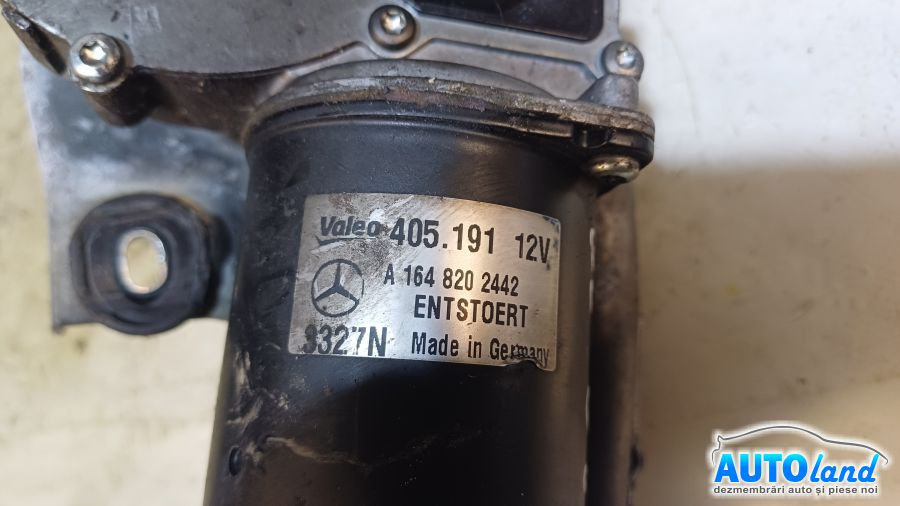 Valeo 405.191 12V
A 164 820 2442
ENTSTOERT
3327N Made in Germany
AUTOland
dezmembrări auto și piese noi